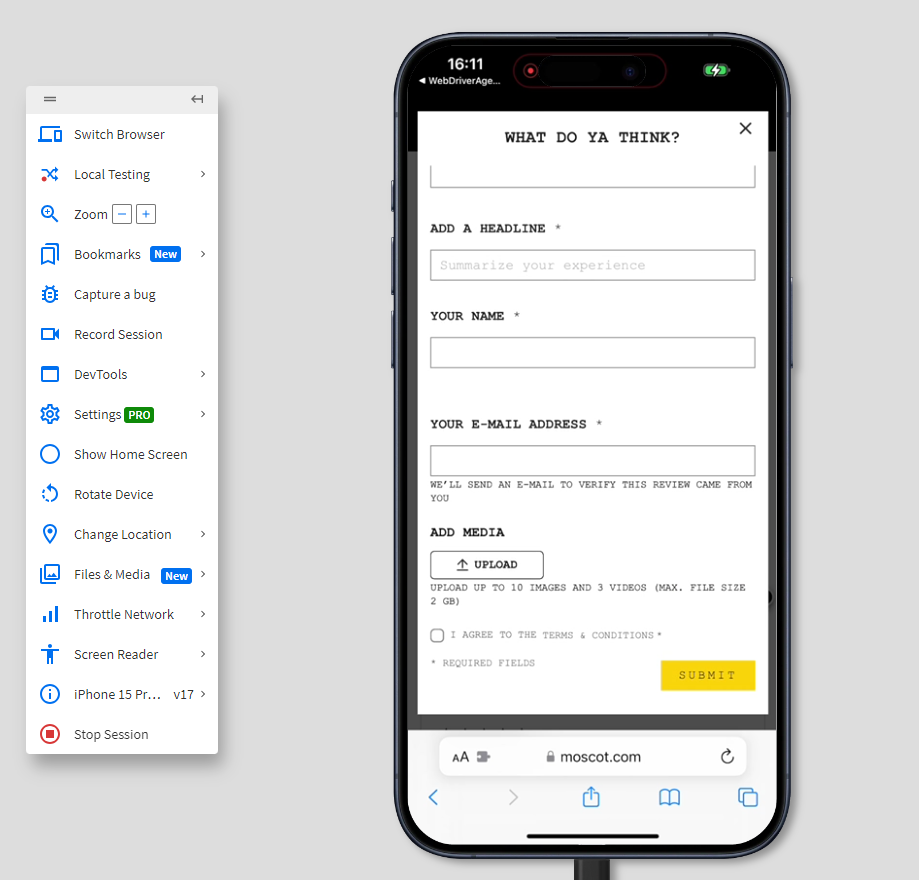 Switch Browser
Local Testing
Zoom
Bookmarks New
Capture a bug
Record Session
DevTools
Settings PRO
Show Home Screen
Rotate Device
Change Location
Files & Media New
Throttle Network
Screen Reader
iPhone 15 Pr... v17
Stop Session
16:11
◀ WebDriverAge...
WHAT DO YA THINK?
ADD A HEADLINE *
Summarize your experience
YOUR NAME *
YOUR E-MAIL ADDRESS *
WE'LL SEND AN E-MAIL TO VERIFY THIS REVIEW CAME FROM
YOU
ADD MEDIA
UPLOAD
UPLOAD UP TO 10 IMAGES AND 3 VIDEOS (MAX. FILE SIZE
2 GB)
I AGREE TO THE TERMS & CONDITIONS *
* REQUIRED FIELDS
SUBMIT
AA moscot.com